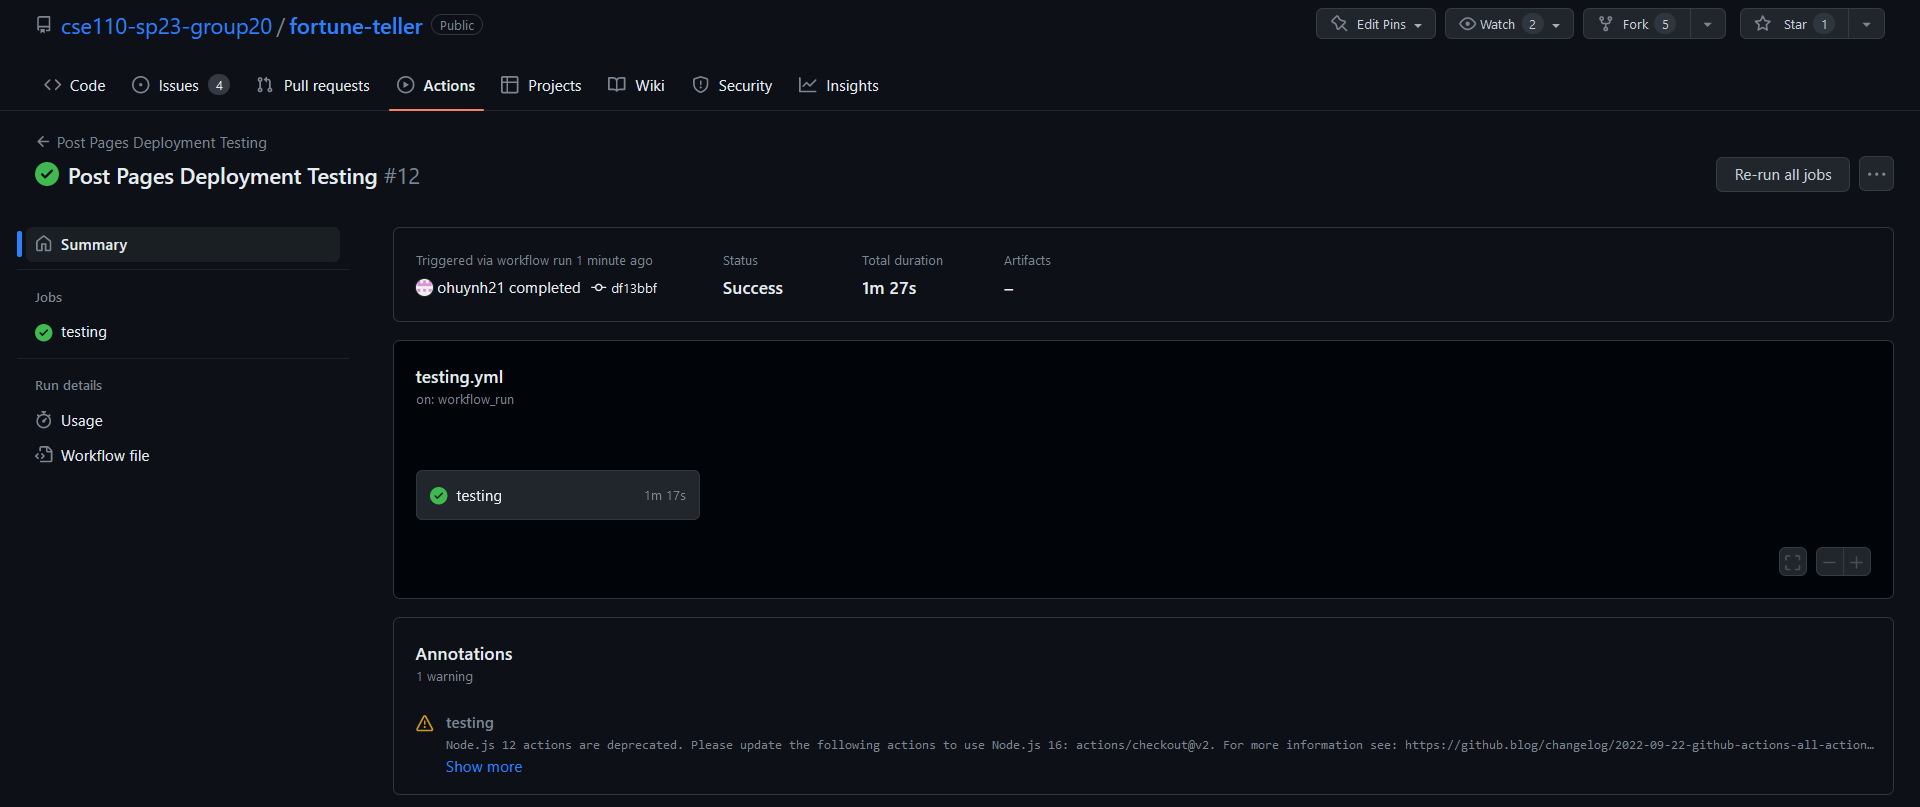 cse110-sp23-group20 / fortune-teller Public Edit Pins Watch 2 Fork 5 Star 1
Code Issues 4 Pull requests Actions Projects Wiki Security Insights
Post Pages Deployment Testing
Post Pages Deployment Testing #12
Re-run all jobs
Summary
Jobs
testing
Run details
Usage
Workflow file
Triggered via workflow run 1 minute ago
ohuynh21 completed df13bbf
Status
Success
Total duration
1m 27s
Artifacts
–
testing.yml
on: workflow_run
testing 1m 17s
Annotations
1 warning
testing
Node.js 12 actions are deprecated. Please update the following actions to use Node.js 16: actions/checkout@v2. For more information see: https://github.blog/changelog/2022-09-22-github-actions-all-action…
Show more